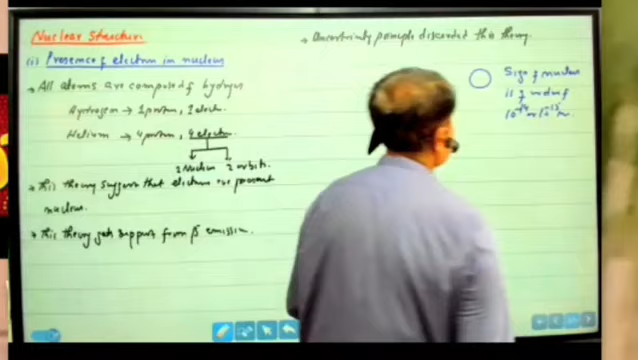 Nuclear Structure
(i) Presence of electron in nucleus
→ All atoms are composed of hydrogen
Hydrogen → 1 proton, 1 elect.
Helium → 4 proton, 4 electron
2 nucleus 2 orbits.
→ This theory suggest that electron are present
nucleus.
→ This theory gets support from β emission.
→ Uncertainty principle discarded this theory.
Size of nucleus
is of order of
10⁻¹⁴ or 10⁻¹⁵ m.